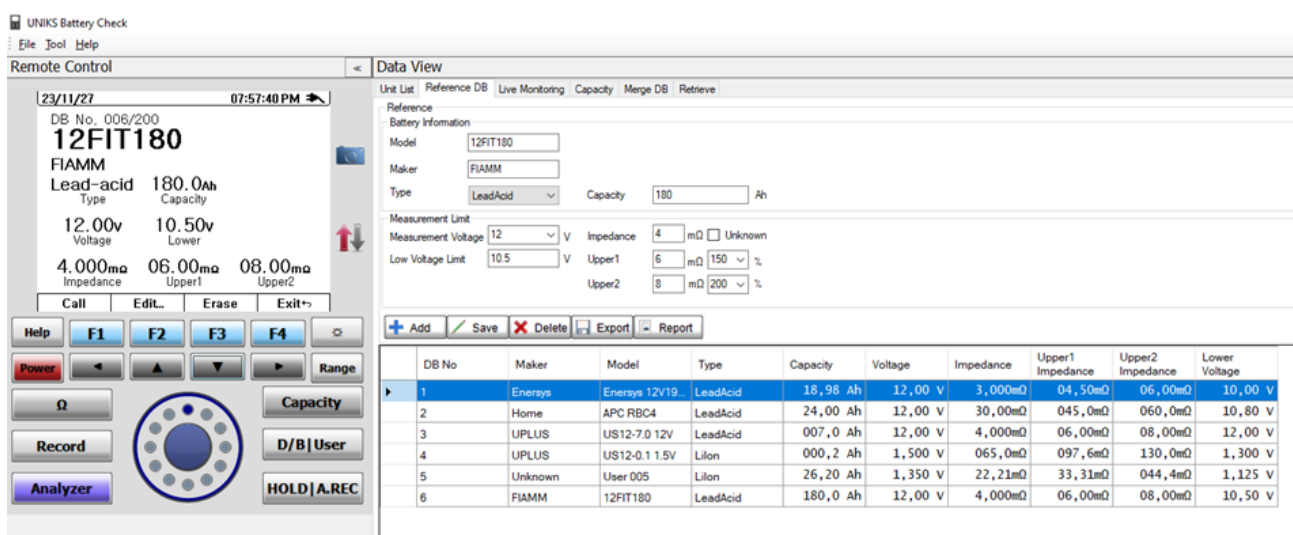 UNIKS Battery Check
File Tool Help
Remote Control
«
23/11/27 07:57:40 PM
DB No. 006/200
12FIT180
FIAMM
Lead-acid 180.0Ah
Type Capacity
12.00v 10.50v
Voltage Lower
4.000mΩ 06.00mΩ 08.00mΩ
Impedance Upper1 Upper2
Call Edit... Erase Exit
Help F1 F2 F3 F4
Power Range
Ω Capacity
Record D/B|User
Analyzer HOLD|A.REC
Data View
Unit List Reference DB Live Monitoring Capacity Merge DB Retrieve
Reference
Battery Information
Model 12FIT180
Maker FIAMM
Type LeadAcid Capacity 180 Ah
Measurement Limit
Measurement Voltage 12 V Impedance 4 mΩ Unknown
Low Voltage Limit 10.5 V Upper1 6 mΩ 150 %
Upper2 8 mΩ 200 %
Add Save Delete Export Report
DB No Maker Model Type Capacity Voltage Impedance Upper1 Impedance Upper2 Impedance Lower Voltage
1 Enersys Enersys 12V19... LeadAcid 18,98 Ah 12,00 V 3,000mΩ 04,50mΩ 06,00mΩ 10,00 V
2 Home APC RBC4 LeadAcid 24,00 Ah 12,00 V 30,00mΩ 045,0mΩ 060,0mΩ 10,80 V
3 UPLUS US12-7.0 12V LeadAcid 007,0 Ah 12,00 V 4,000mΩ 06,00mΩ 08,00mΩ 12,00 V
4 UPLUS US12-0.1 1.5V LiIon 000,2 Ah 1,500 V 065,0mΩ 097,6mΩ 130,0mΩ 1,300 V
5 Unknown User 005 LiIon 26,20 Ah 1,350 V 22,21mΩ 33,31mΩ 044,4mΩ 1,125 V
6 FIAMM 12FIT180 LeadAcid 180,0 Ah 12,00 V 4,000mΩ 06,00mΩ 08,00mΩ 10,50 V